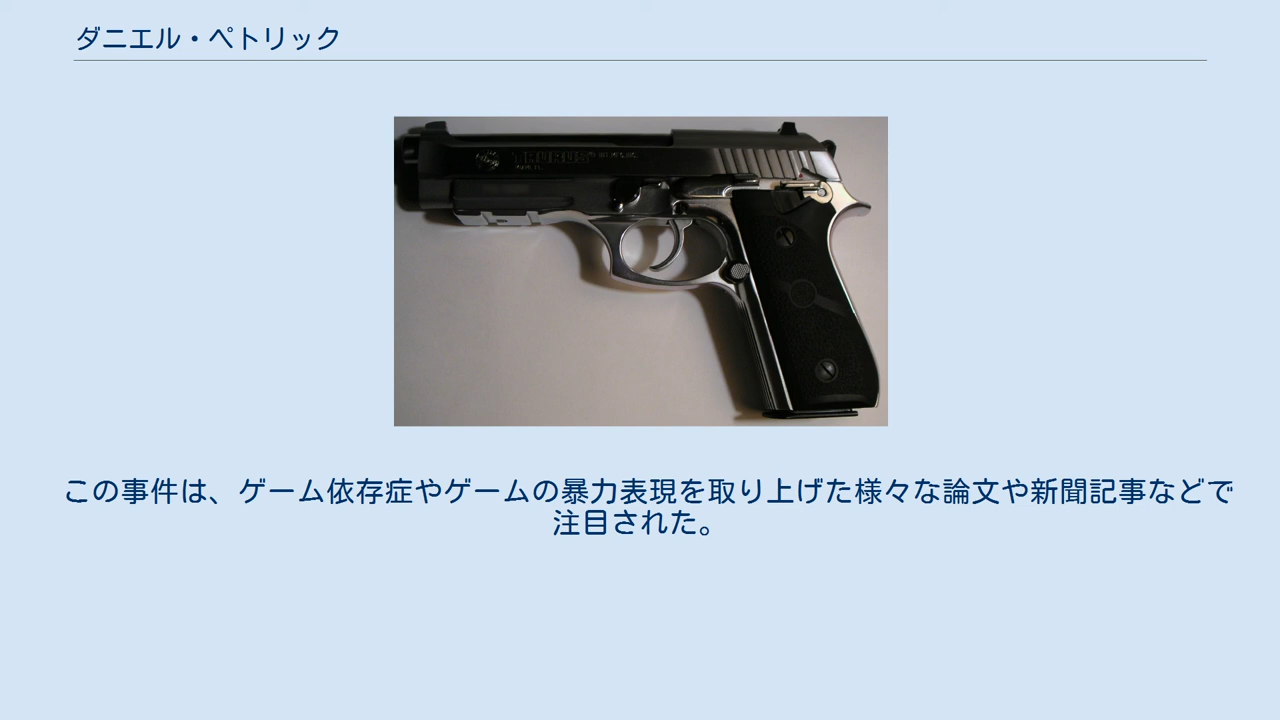 ダニエル・ペトリック
TAURUS
この事件は、ゲーム依存症やゲームの暴力表現を取り上げた様々な論文や新聞記事などで
注目された。